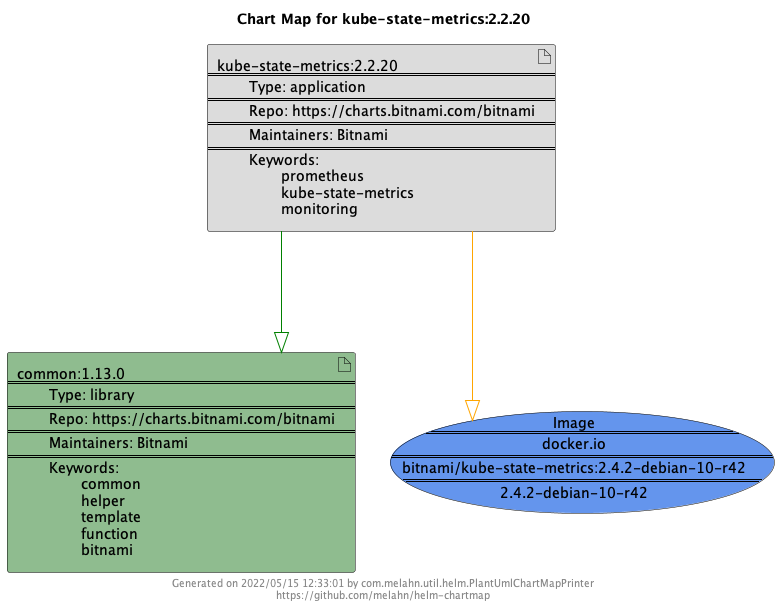 Chart Map for kube-state-metrics:2.2.20
kube-state-metrics:2.2.20
Type: application
Repo: https://charts.bitnami.com/bitnami
Maintainers: Bitnami
Keywords:
prometheus
kube-state-metrics
monitoring
common:1.13.0
Type: library
Repo: https://charts.bitnami.com/bitnami
Maintainers: Bitnami
Keywords:
common
helper
template
function
bitnami
Image
docker.io
bitnami/kube-state-metrics:2.4.2-debian-10-r42
2.4.2-debian-10-r42
Generated on 2022/05/15 12:33:01 by com.melahn.util.helm.PlantUmlChartMapPrinter
https://github.com/melahn/helm-chartmap